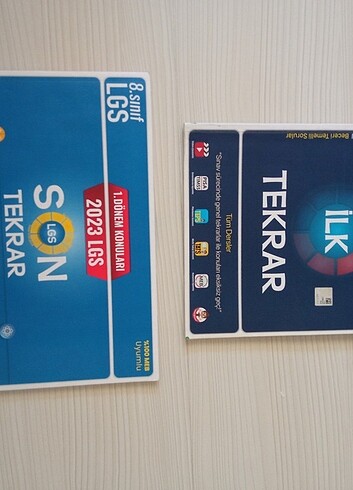 8.sınıf
LGS
SON
LGS
TEKRAR
1.DÖNEM KONULARI
2023 LGS
%100 MEB
Uyumlu
Beceri Temelli Sorular
İLK
TEKRAR
Tüm Dersler
"Sınav sürecinde genel tekrarlar ile konuları eksiksiz geç!"